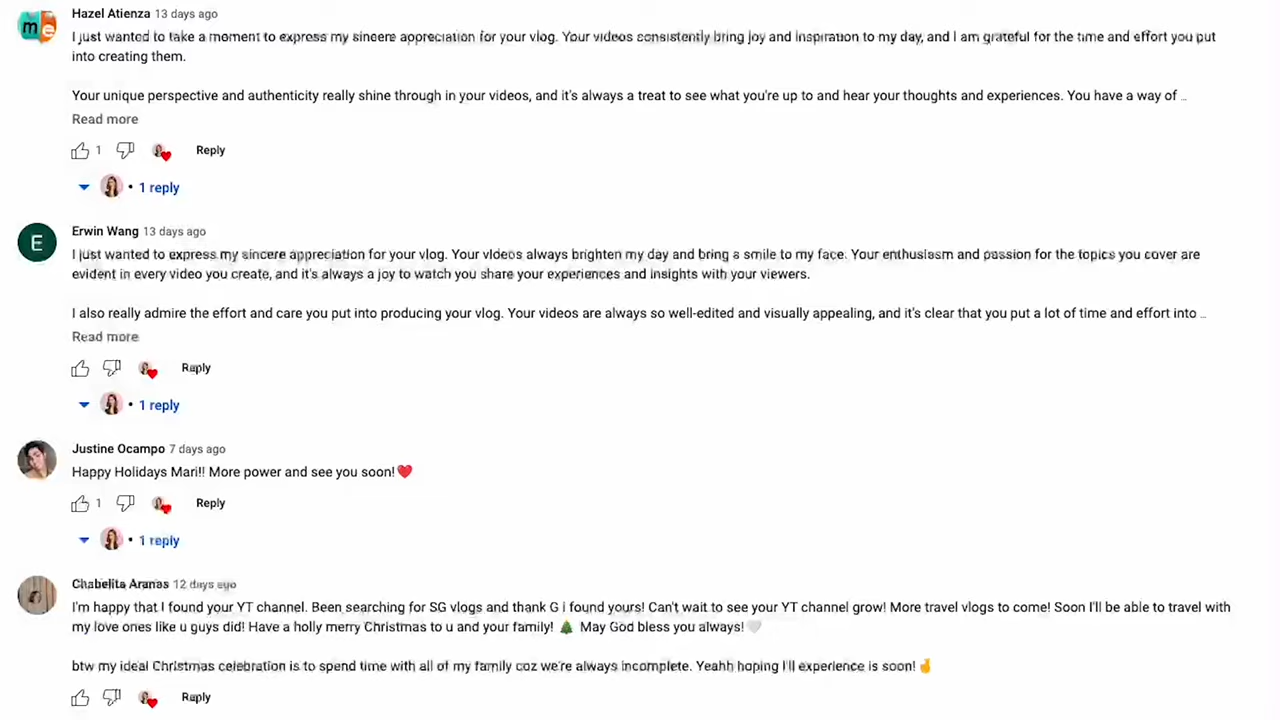 Hazel Atienza 13 days ago
I just wanted to take a moment to express my sincere appreciation for your vlog. Your videos consistently bring joy and inspiration to my day, and I am grateful for the time and effort you put
into creating them.
Your unique perspective and authenticity really shine through in your videos, and it's always a treat to see what you're up to and hear your thoughts and experiences. You have a way of ...
Read more
1 Reply
• 1 reply
E
Erwin Wang 13 days ago
I just wanted to express my sincere appreciation for your vlog. Your videos always brighten my day and bring a smile to my face. Your enthusiasm and passion for the topics you cover are
evident in every video you create, and it's always a joy to watch you share your experiences and insights with your viewers.
I also really admire the effort and care you put into producing your vlog. Your videos are always so well-edited and visually appealing, and it's clear that you put a lot of time and effort into ...
Read more
Reply
• 1 reply
Justine Ocampo 7 days ago
Happy Holidays Mari!! More power and see you soon!❤️
1 Reply
• 1 reply
Chabelita Aranas 12 days ago
I'm happy that I found your YT channel. Been searching for SG vlogs and thank G i found yours! Can't wait to see your YT channel grow! More travel vlogs to come! Soon I'll be able to travel with
my love ones like u guys did! Have a holly merry Christmas to u and your family! 🎄 May God bless you always!🤍
btw my ideal Christmas celebration is to spend time with all of my family coz we're always incomplete. Yeahh hoping I'll experience is soon!🤞
Reply